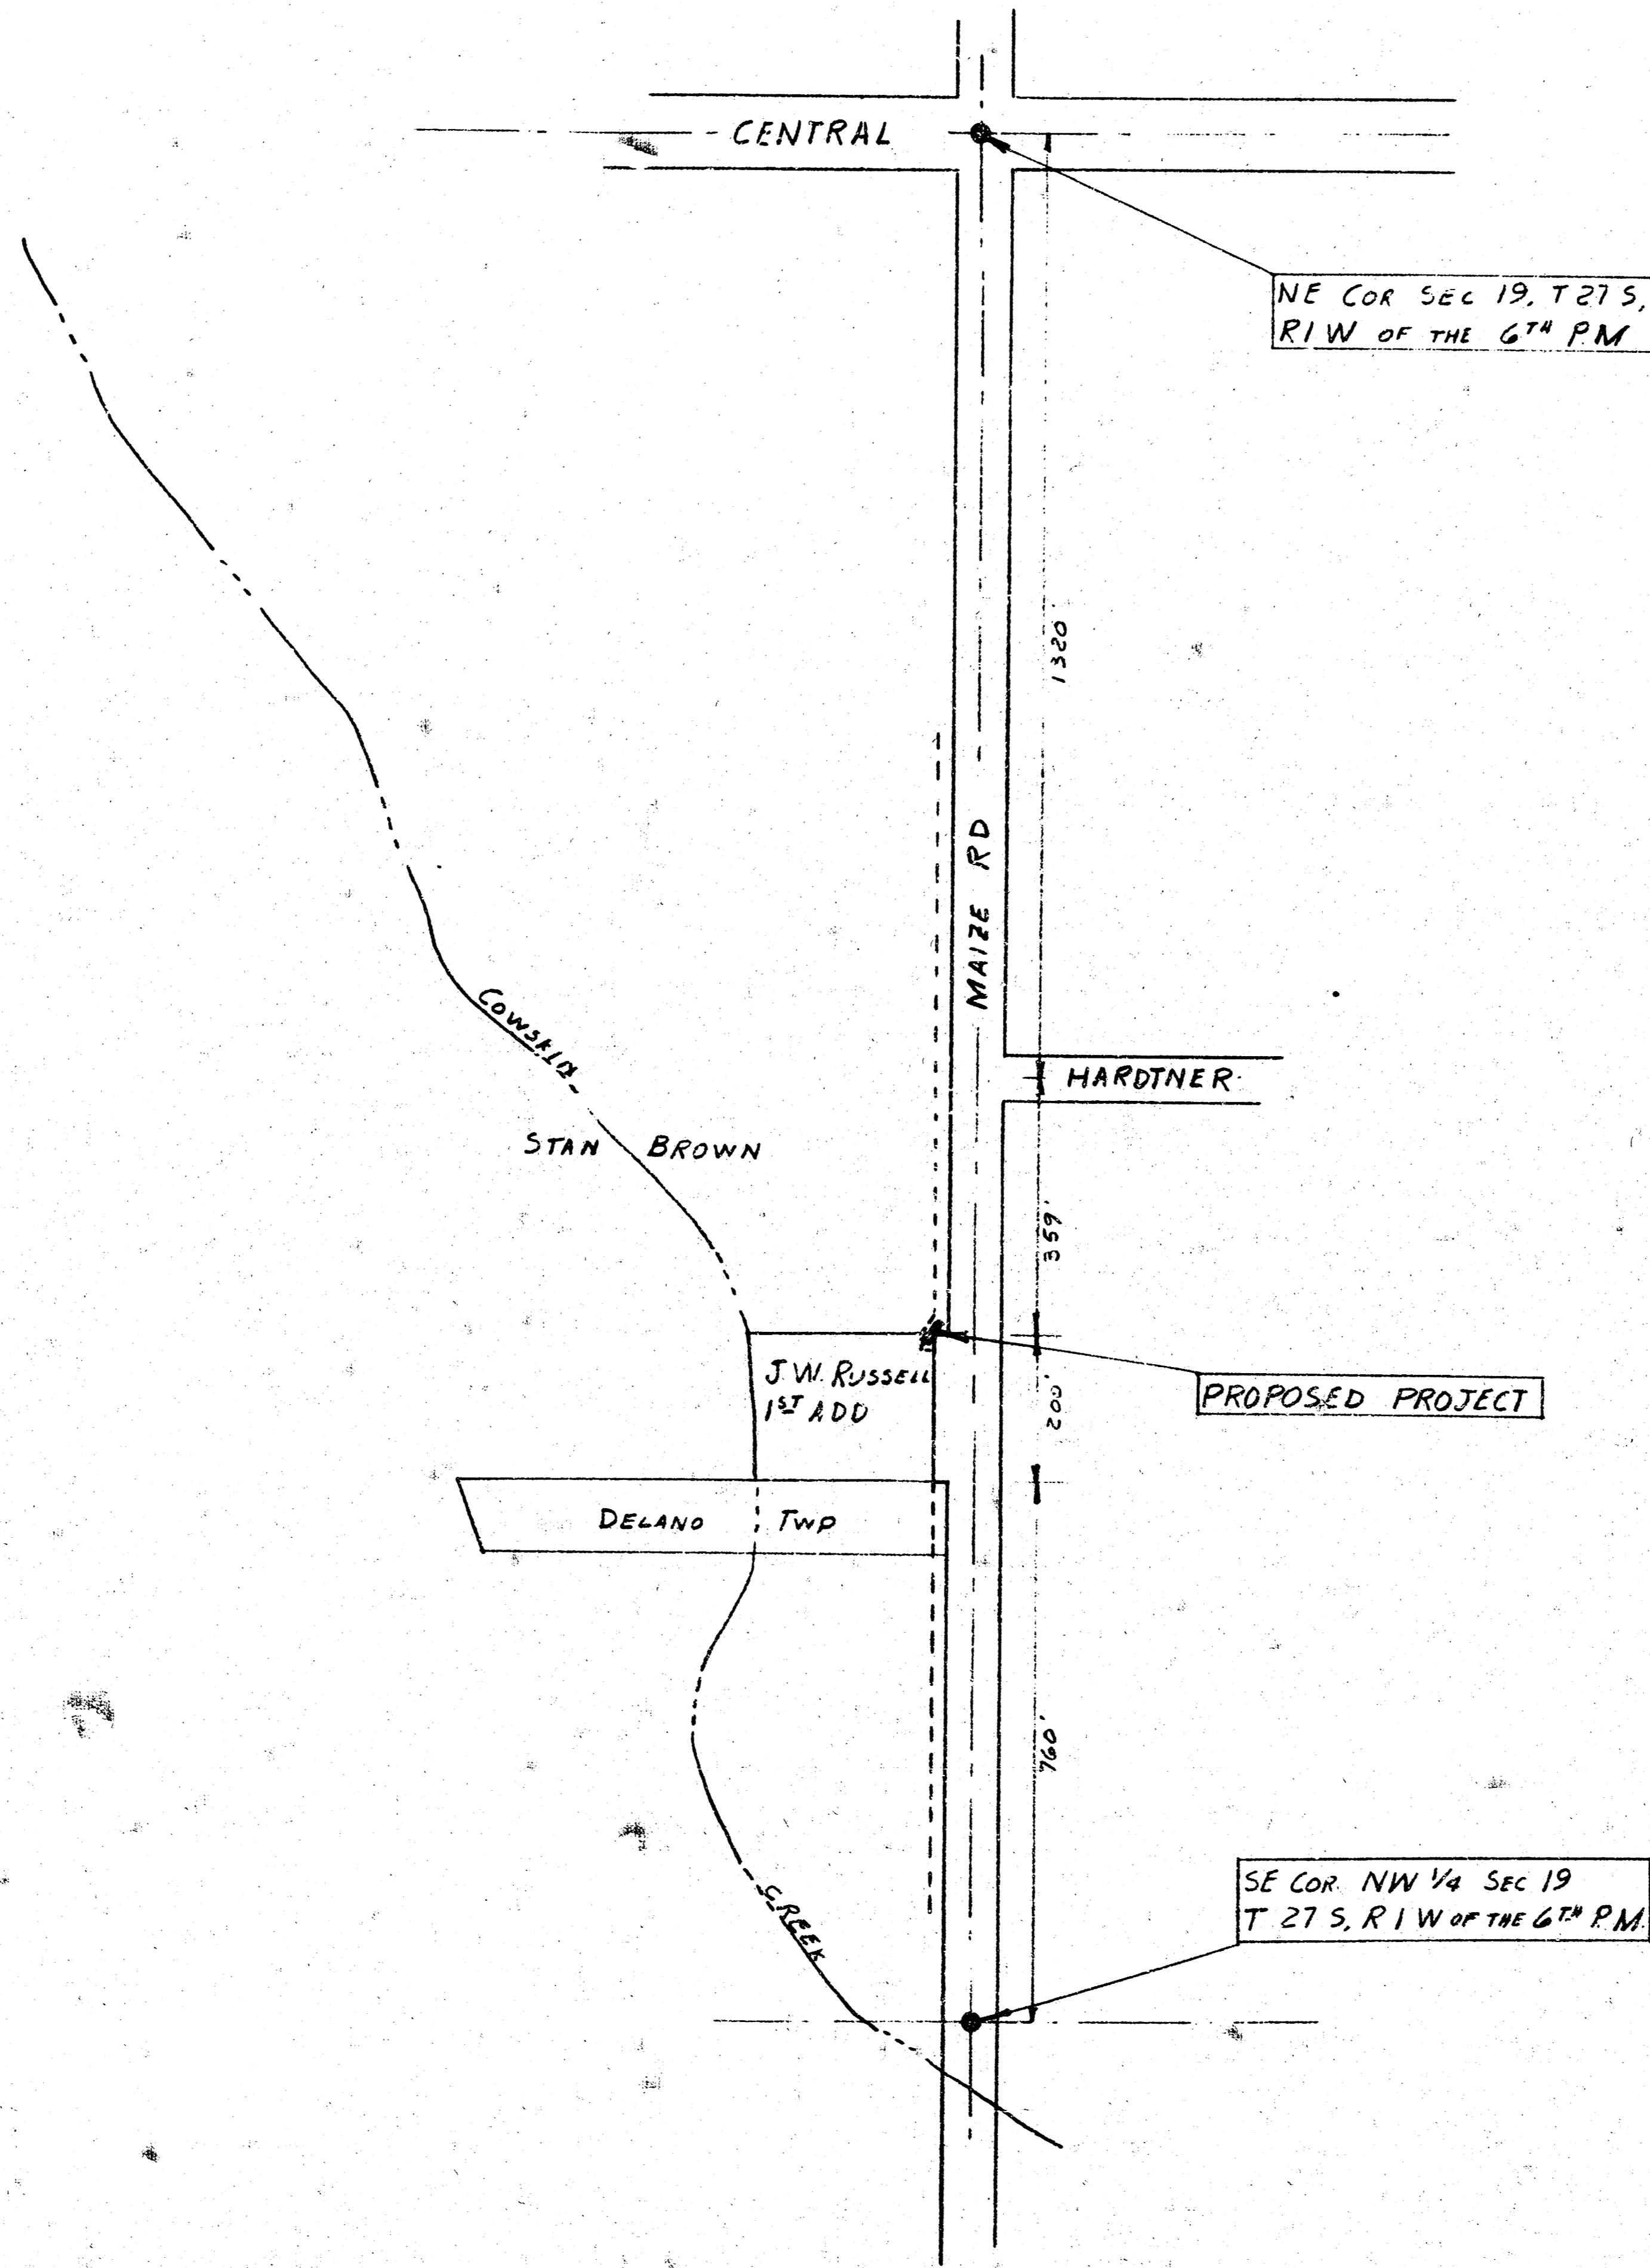 CENTRAL
NE COR SEC 19, T 27 S,
R 1 W OF THE 6TH P.M
1320'
MAIZE RD
COWSKIN
HARDTNER
STAN BROWN
359'
J.W. RUSSELL
1ST ADD
200'
PROPOSED PROJECT
DELANO TWP
760'
CREEK
SE COR. NW 1/4 SEC 19
T 27 S, R 1 W OF THE 6TH P.M.